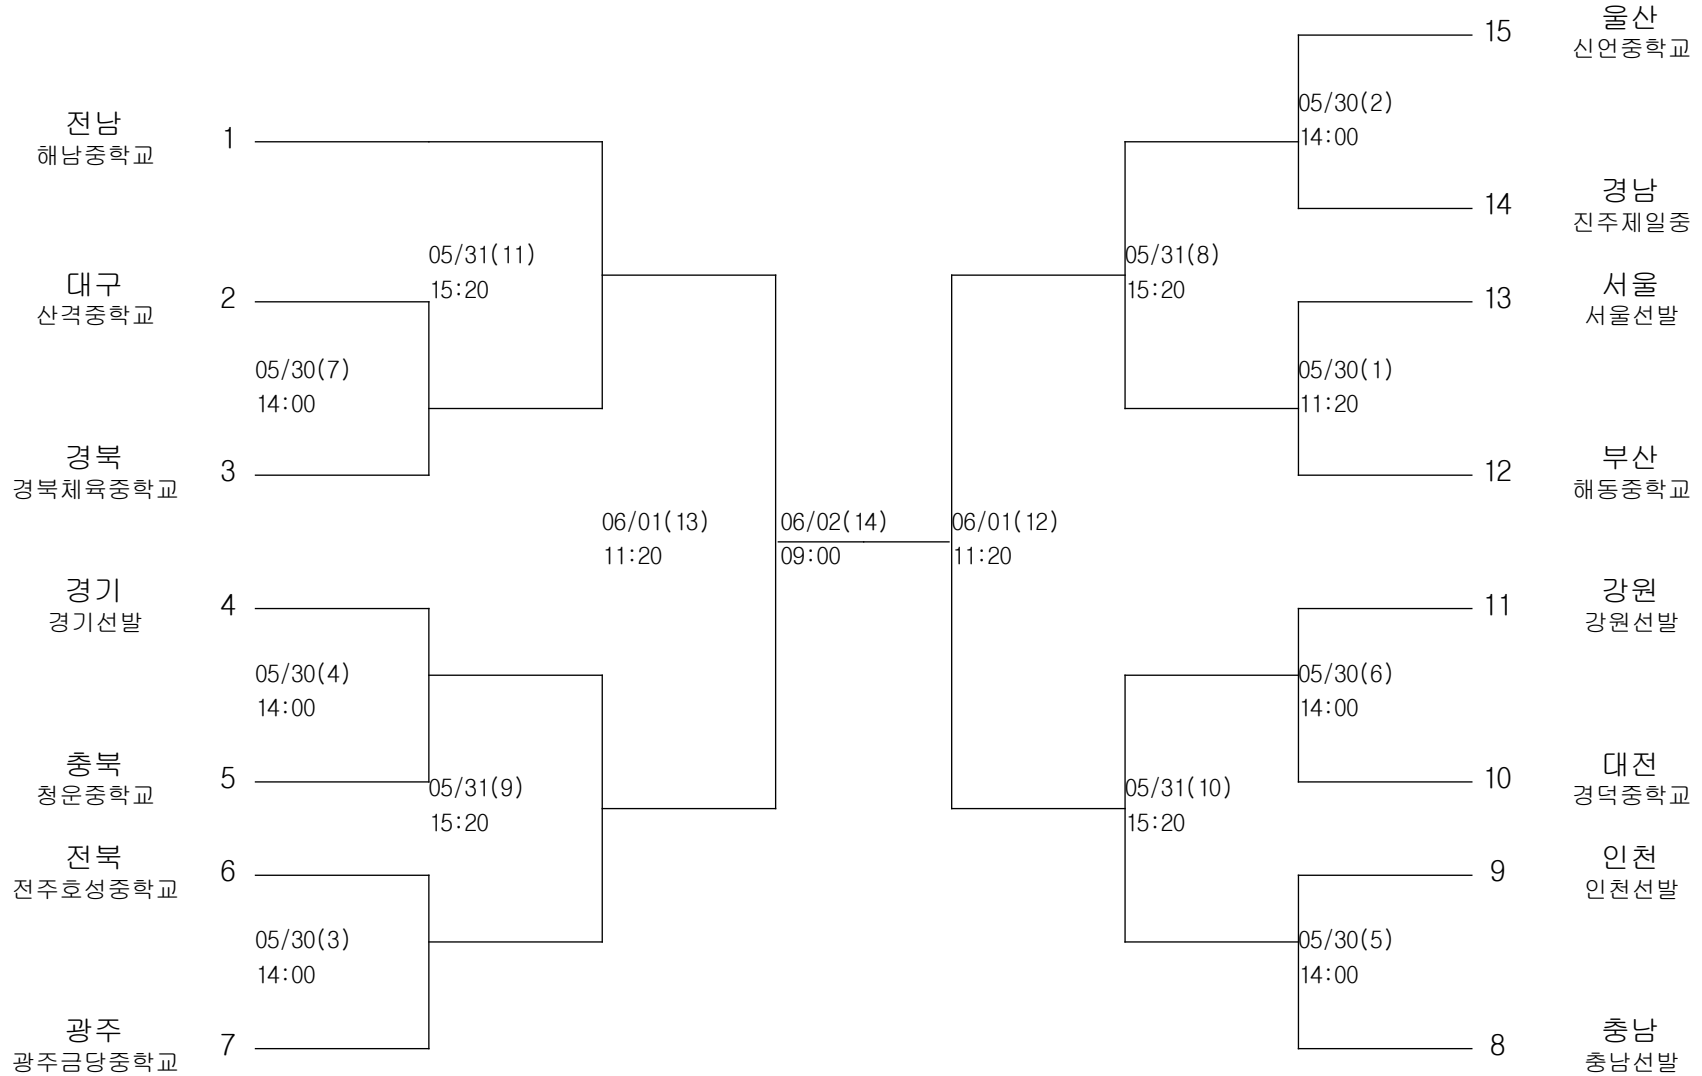 전남
해남중학교
1
대구
산격중학교
2
05/31(11)
15:20
05/30(7)
14:00
경북
경북체육중학교
3
06/01(13)
11:20
경기
경기선발
4
05/30(4)
14:00
충북
청운중학교
5
05/31(9)
15:20
전북
전주호성중학교
6
05/30(3)
14:00
광주
광주금당중학교
7
06/02(14)
09:00
15
울산
신언중학교
05/30(2)
14:00
14
경남
진주제일중
05/31(8)
15:20
13
서울
서울선발
05/30(1)
11:20
12
부산
해동중학교
06/01(12)
11:20
11
강원
강원선발
05/30(6)
14:00
10
대전
경덕중학교
05/31(10)
15:20
9
인천
인천선발
05/30(5)
14:00
8
충남
충남선발